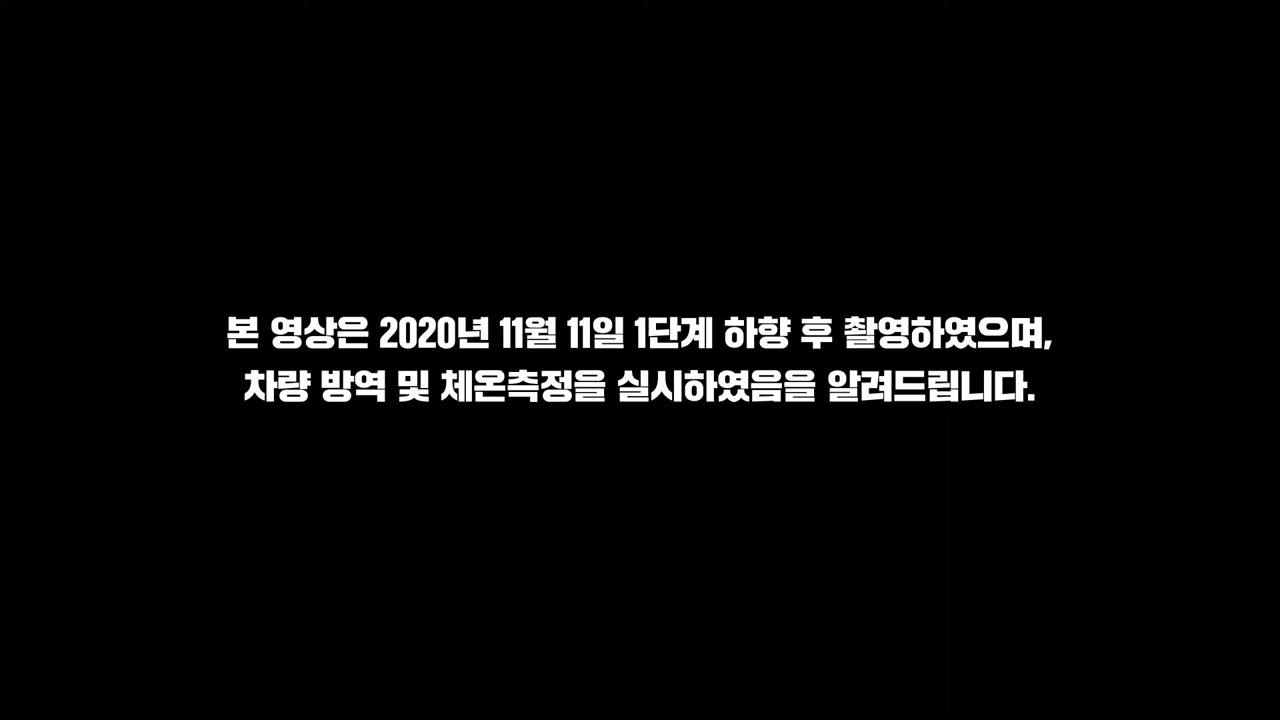 본 영상은 2020년 11월 11일 1단계 하향 후 촬영하였으며,
차량 방역 및 체온측정을 실시하였음을 알려드립니다.